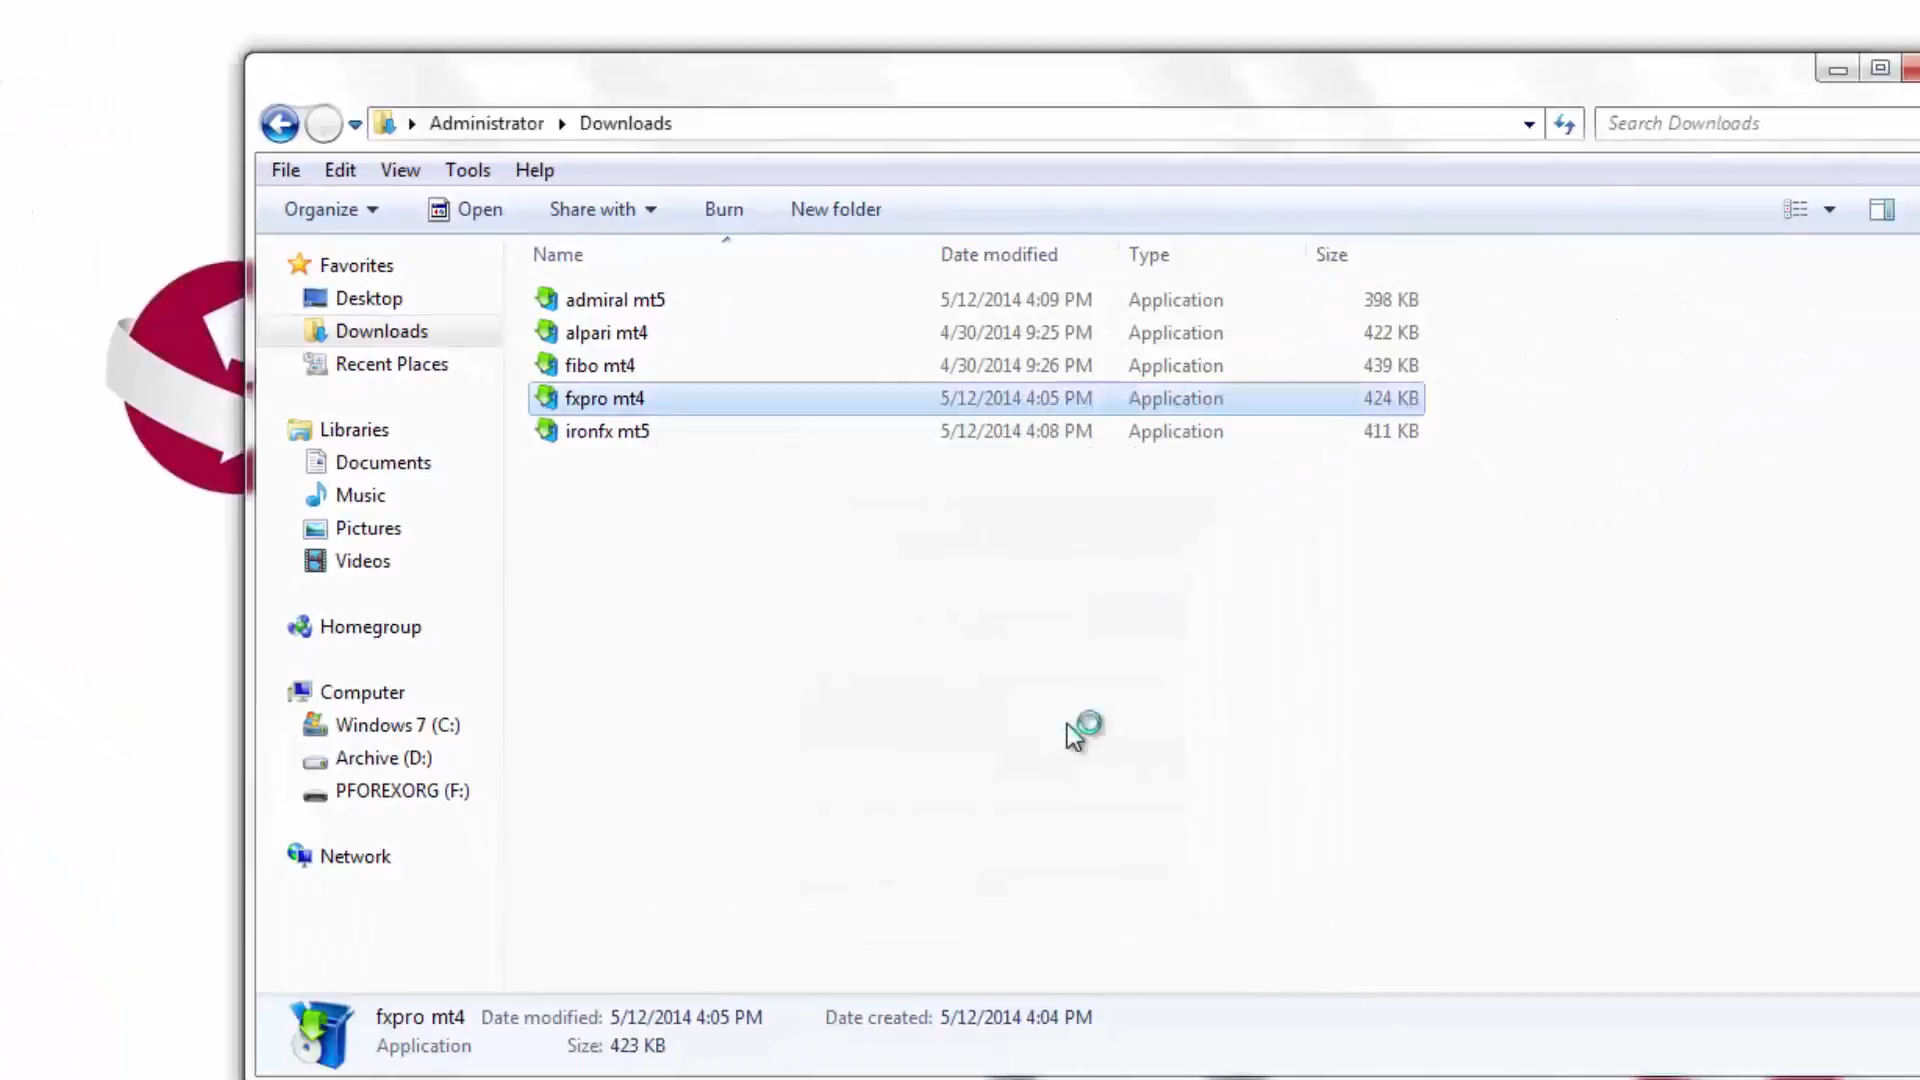 Administrator Downloads
Search Downloads
File Edit View Tools Help
Organize Open Share with Burn New folder
Name Date modified Type Size
Favorites
Desktop
Downloads
Recent Places
Libraries
Documents
Music
Pictures
Videos
Homegroup
Computer
Windows 7 (C:)
Archive (D:)
PFOREXORG (F:)
Network
admiral mt5 5/12/2014 4:09 PM Application 398 KB
alpari mt4 4/30/2014 9:25 PM Application 422 KB
fibo mt4 4/30/2014 9:26 PM Application 439 KB
fxpro mt4 5/12/2014 4:05 PM Application 424 KB
ironfx mt5 5/12/2014 4:08 PM Application 411 KB
fxpro mt4 Date modified: 5/12/2014 4:05 PM Date created: 5/12/2014 4:04 PM
Application Size: 423 KB